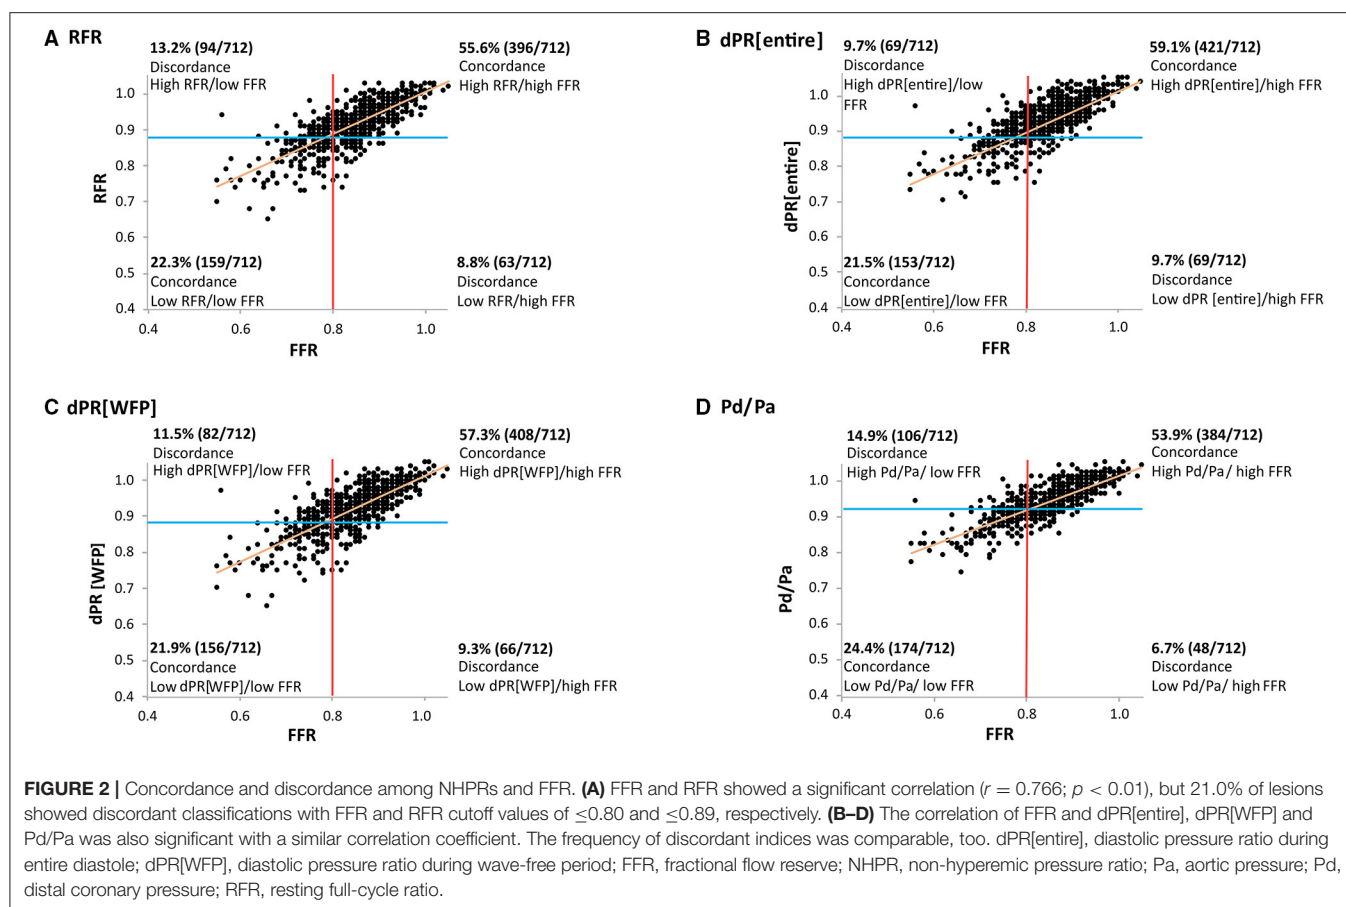 A RFR
13.2% (94/712)
Discordance
High RFR/low FFR
55.6% (396/712)
Concordance
High RFR/high FFR
1.0
0.9
0.8
0.7
0.6
0.5
0.4
RFR
22.3% (159/712)
Concordance
Low RFR/low FFR
8.8% (63/712)
Discordance
Low RFR/high FFR
0.4 0.6 0.8 1.0
FFR
B dPR[entire]
9.7% (69/712)
Discordance
High dPR[entire]/low
FFR
59.1% (421/712)
Concordance
High dPR[entire]/high FFR
1.0
0.9
0.8
0.7
0.6
0.5
0.4
dPR[entire]
21.5% (153/712)
Concordance
Low dPR[entire]/low FFR
9.7% (69/712)
Discordance
Low dPR [entire]/high FFR
0.4 0.6 0.8 1.0
FFR
C dPR[WFP]
11.5% (82/712)
Discordance
High dPR[WFP]/low FFR
57.3% (408/712)
Concordance
High dPR[WFP]/high FFR
1.0
0.9
0.8
0.7
0.6
0.5
0.4
dPR [WFP]
21.9% (156/712)
Concordance
Low dPR[WFP]/low FFR
9.3% (66/712)
Discordance
Low dPR[WFP]/high FFR
0.4 0.6 0.8 1.0
FFR
D Pd/Pa
14.9% (106/712)
Discordance
High Pd/Pa/ low FFR
53.9% (384/712)
Concordance
High Pd/Pa/ high FFR
1.0
0.9
0.8
0.7
0.6
0.5
0.4
Pd/Pa
24.4% (174/712)
Concordance
Low Pd/Pa/ low FFR
6.7% (48/712)
Discordance
Low Pd/Pa/ high FFR
0.4 0.6 0.8 1.0
FFR
FIGURE 2 | Concordance and discordance among NHPRs and FFR. (A) FFR and RFR showed a significant correlation (r = 0.766; p < 0.01), but 21.0% of lesions
showed discordant classifications with FFR and RFR cutoff values of ≤0.80 and ≤0.89, respectively. (B–D) The correlation of FFR and dPR[entire], dPR[WFP] and
Pd/Pa was also significant with a similar correlation coefficient. The frequency of discordant indices was comparable, too. dPR[entire], diastolic pressure ratio during
entire diastole; dPR[WFP], diastolic pressure ratio during wave-free period; FFR, fractional flow reserve; NHPR, non-hyperemic pressure ratio; Pa, aortic pressure; Pd,
distal coronary pressure; RFR, resting full-cycle ratio.